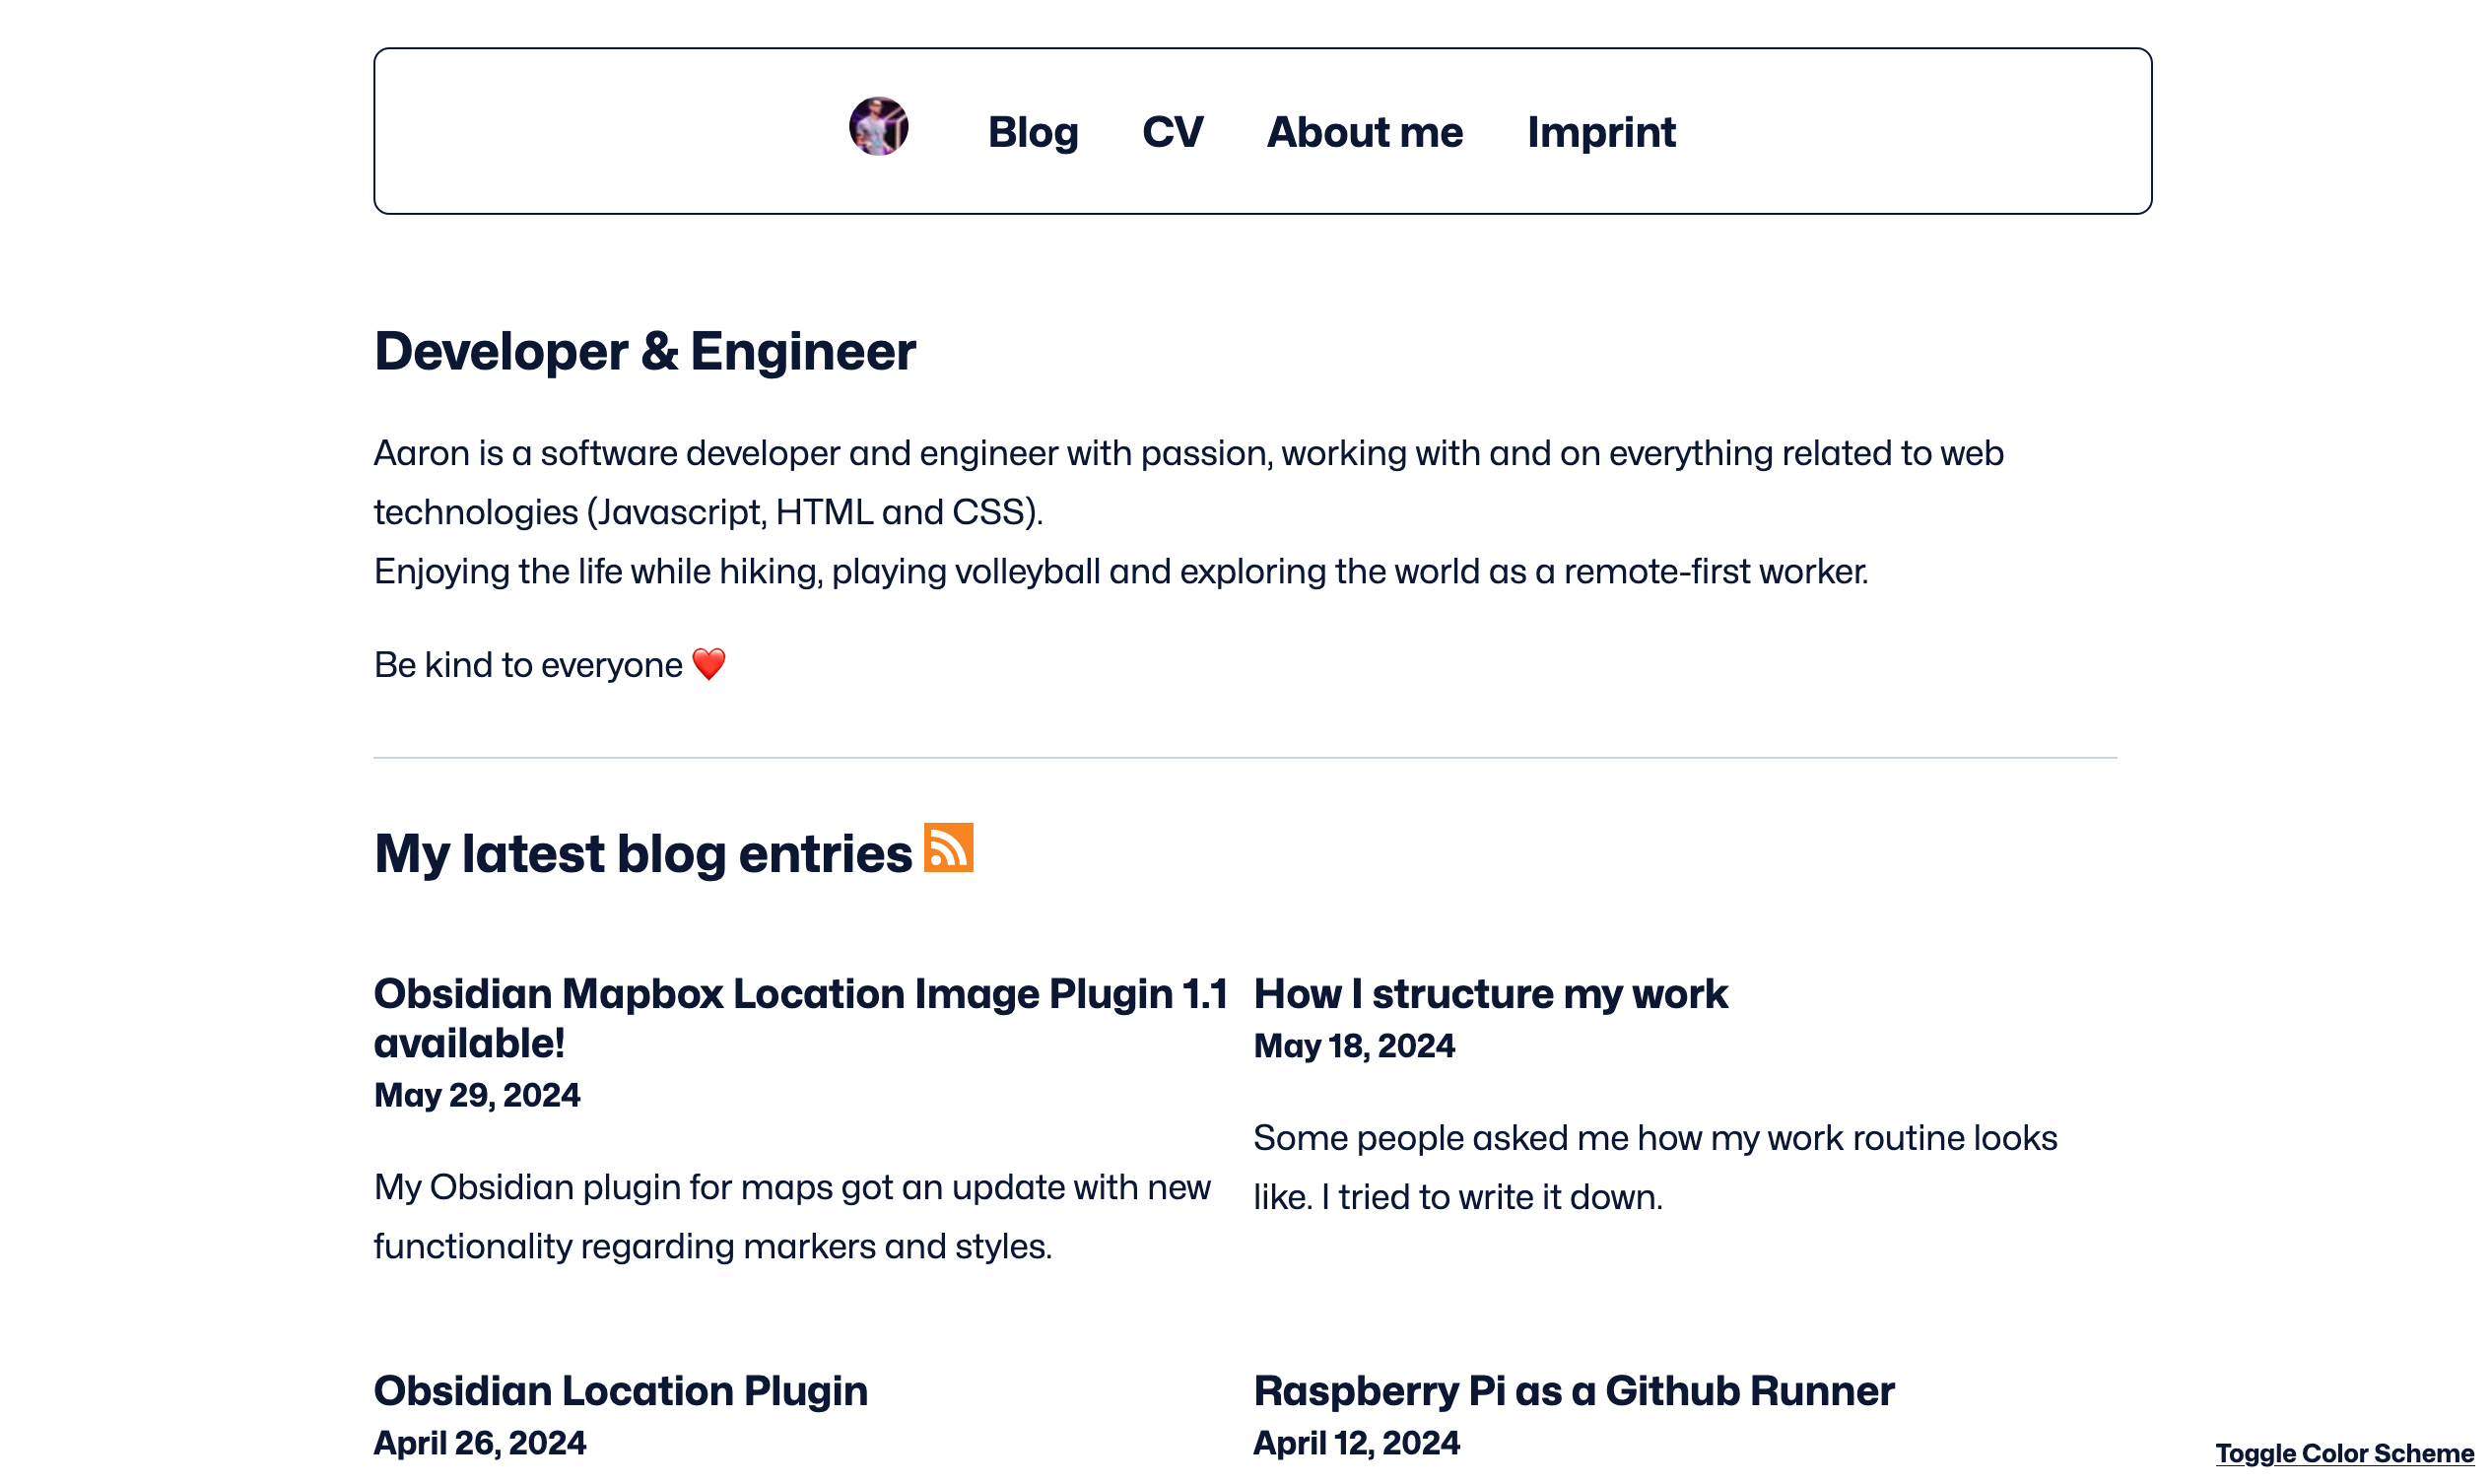 Blog CV About me Imprint
Developer & Engineer
Aaron is a software developer and engineer with passion, working with and on everything related to web
technologies (Javascript, HTML and CSS).
Enjoying the life while hiking, playing volleyball and exploring the world as a remote-first worker.
Be kind to everyone ❤️
My latest blog entries
Obsidian Mapbox Location Image Plugin 1.1
available!
May 29, 2024
My Obsidian plugin for maps got an update with new
functionality regarding markers and styles.
How I structure my work
May 18, 2024
Some people asked me how my work routine looks
like. I tried to write it down.
Obsidian Location Plugin
April 26, 2024
Raspberry Pi as a Github Runner
April 12, 2024
Toggle Color Scheme